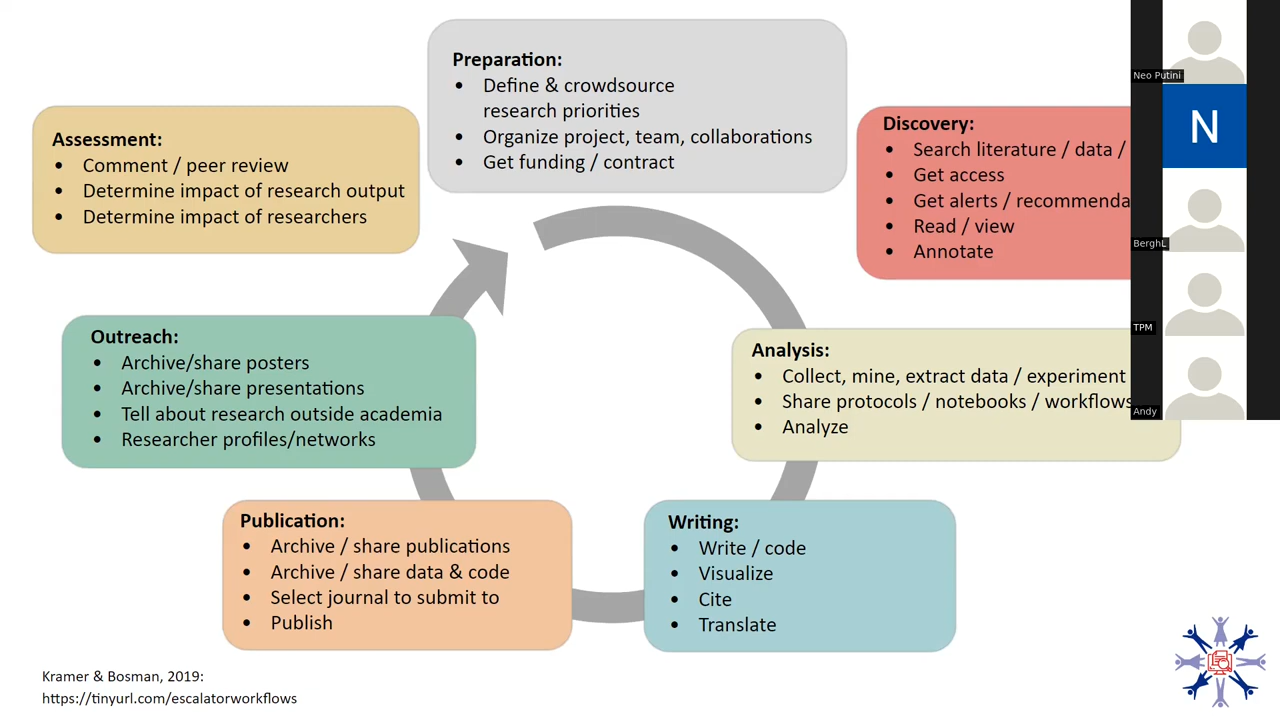 Preparation:
• Define & crowdsource
research priorities
• Organize project, team, collaborations
• Get funding / contract
Assessment:
• Comment / peer review
• Determine impact of research output
• Determine impact of researchers
Discovery:
• Search literature / data /
• Get access
• Get alerts / recommenda
• Read / view
• Annotate
Outreach:
• Archive/share posters
• Archive/share presentations
• Tell about research outside academia
• Researcher profiles/networks
Analysis:
• Collect, mine, extract data / experiment
• Share protocols / notebooks / workflows
• Analyze
Publication:
• Archive / share publications
• Archive / share data & code
• Select journal to submit to
• Publish
Writing:
• Write / code
• Visualize
• Cite
• Translate
Kramer & Bosman, 2019:
https://tinyurl.com/escalatorworkflows
Neo Putini
N
BerghL
TPM
Andy